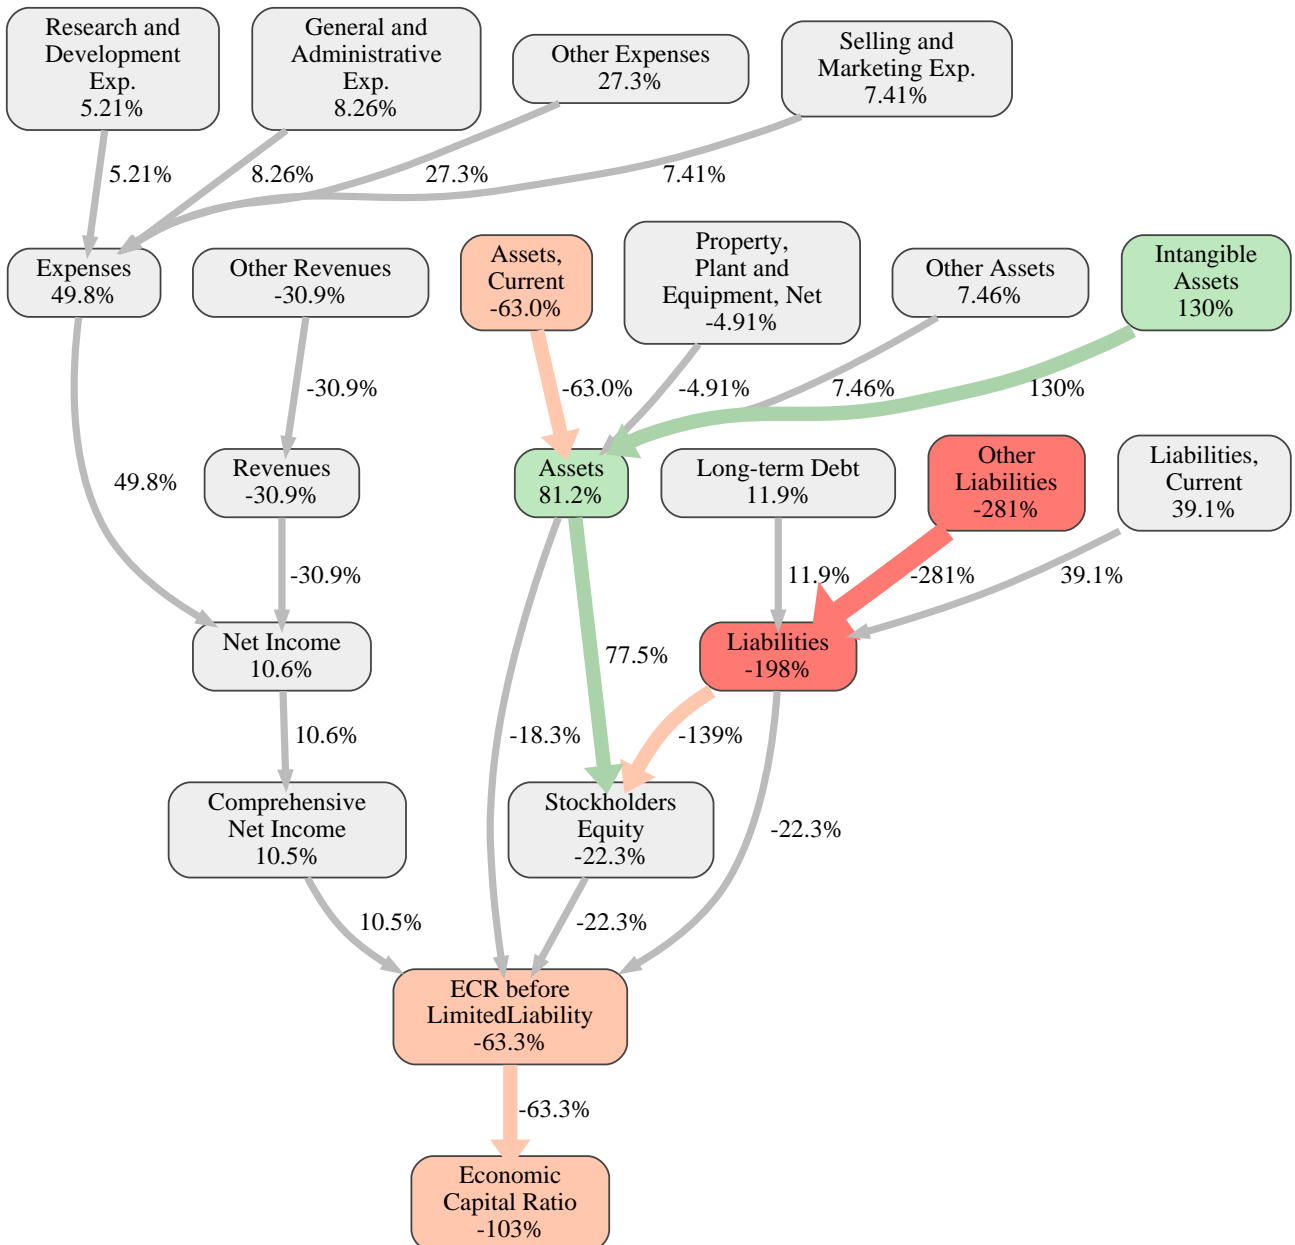 Research and
Development
Exp.
5.21%
General and
Administrative
Exp.
8.26%
Other Expenses
27.3%
Selling and
Marketing Exp.
7.41%
5.21%
8.26%
27.3%
7.41%
Expenses
49.8%
Other Revenues
-30.9%
Assets,
Current
-63.0%
Property,
Plant and
Equipment, Net
-4.91%
Other Assets
7.46%
Intangible
Assets
130%
-30.9%
-63.0%
-4.91%
7.46%
130%
49.8%
Revenues
-30.9%
Assets
81.2%
Long-term Debt
11.9%
Other
Liabilities
-281%
Liabilities,
Current
39.1%
-30.9%
11.9%
-281%
39.1%
Net Income
10.6%
77.5%
Liabilities
-198%
10.6%
-18.3%
-139%
Comprehensive
Net Income
10.5%
Stockholders
Equity
-22.3%
-22.3%
10.5%
-22.3%
ECR before
LimitedLiability
-63.3%
-63.3%
Economic
Capital Ratio
-103%